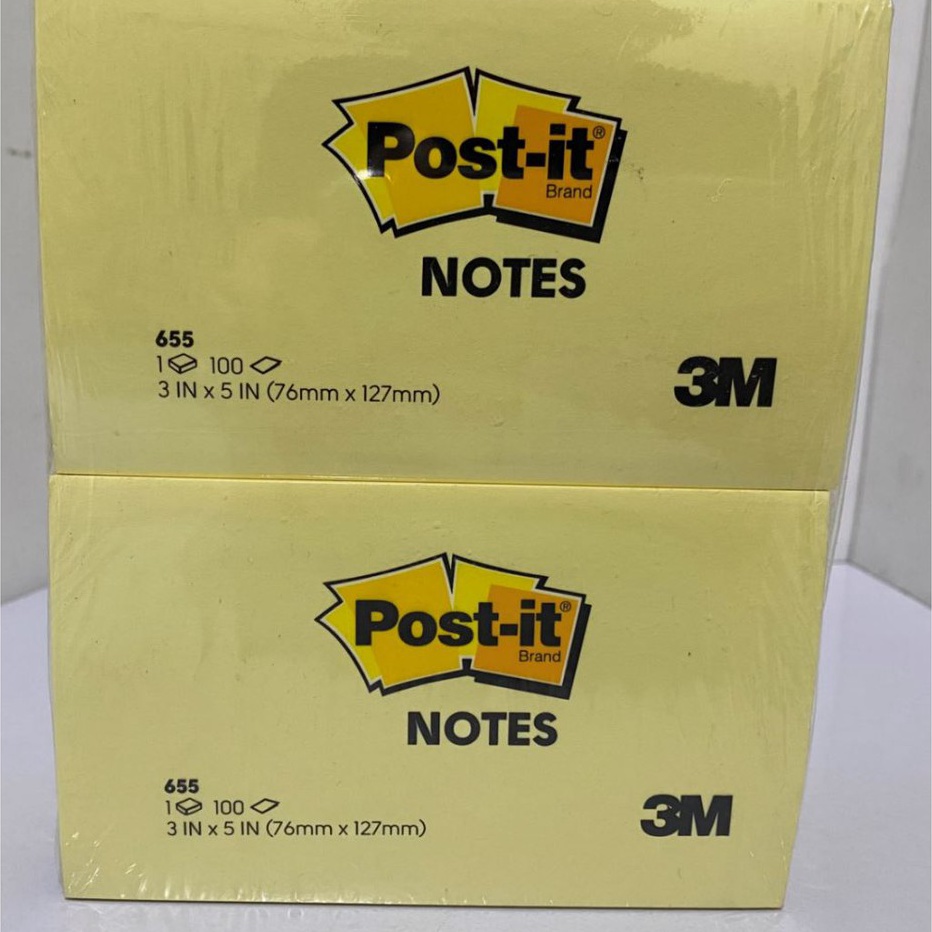 Post-it®
Brand
NOTES
655
1 100
3 IN x 5 IN (76mm x 127mm)
3M
Post-it®
Brand
NOTES
655
1 100
3 IN x 5 IN (76mm x 127mm)
3M